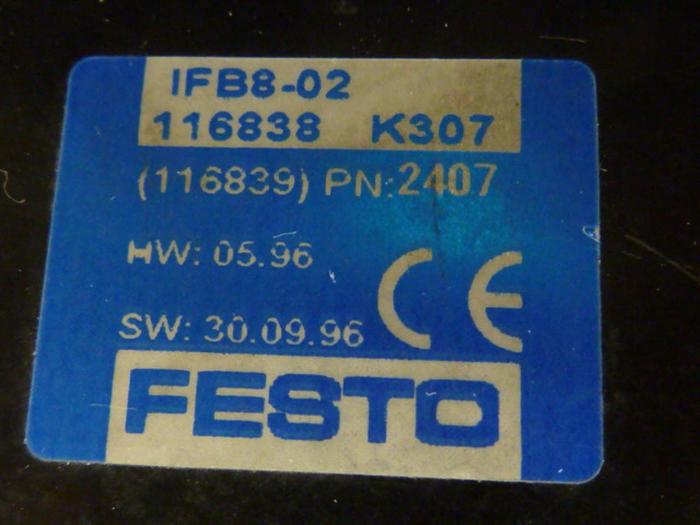 IFB8-02
116838 K307
(116839) PN:2407
HW: 05.96
CE
SW: 30.09.96
FESTO